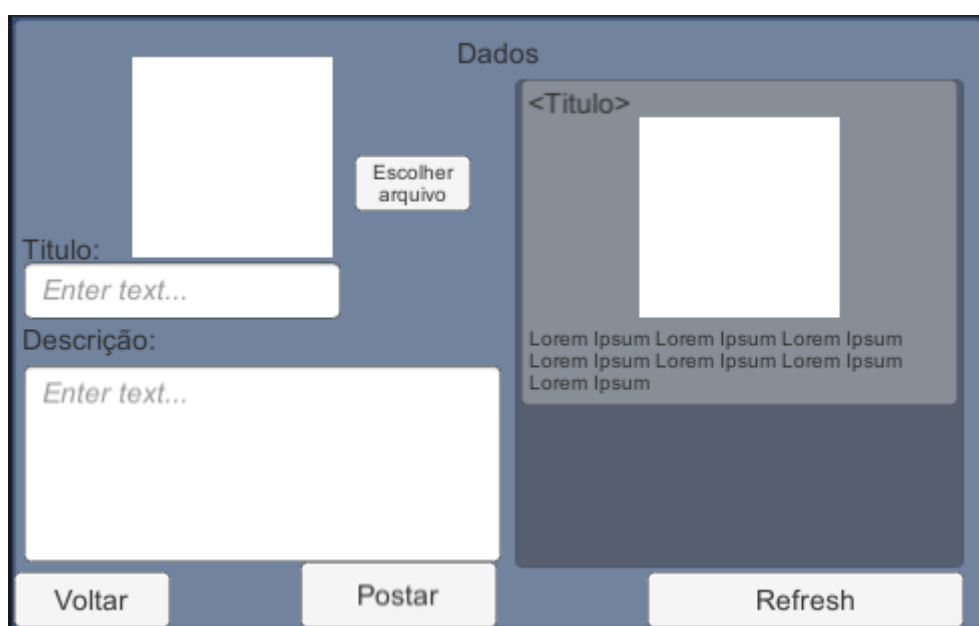 Dados
Escolher
arquivo
Titulo:
Enter text...
Descrição:
Enter text...
Voltar
Postar
<Titulo>
Lorem Ipsum Lorem Ipsum Lorem Ipsum
Lorem Ipsum Lorem Ipsum Lorem Ipsum
Lorem Ipsum
Refresh